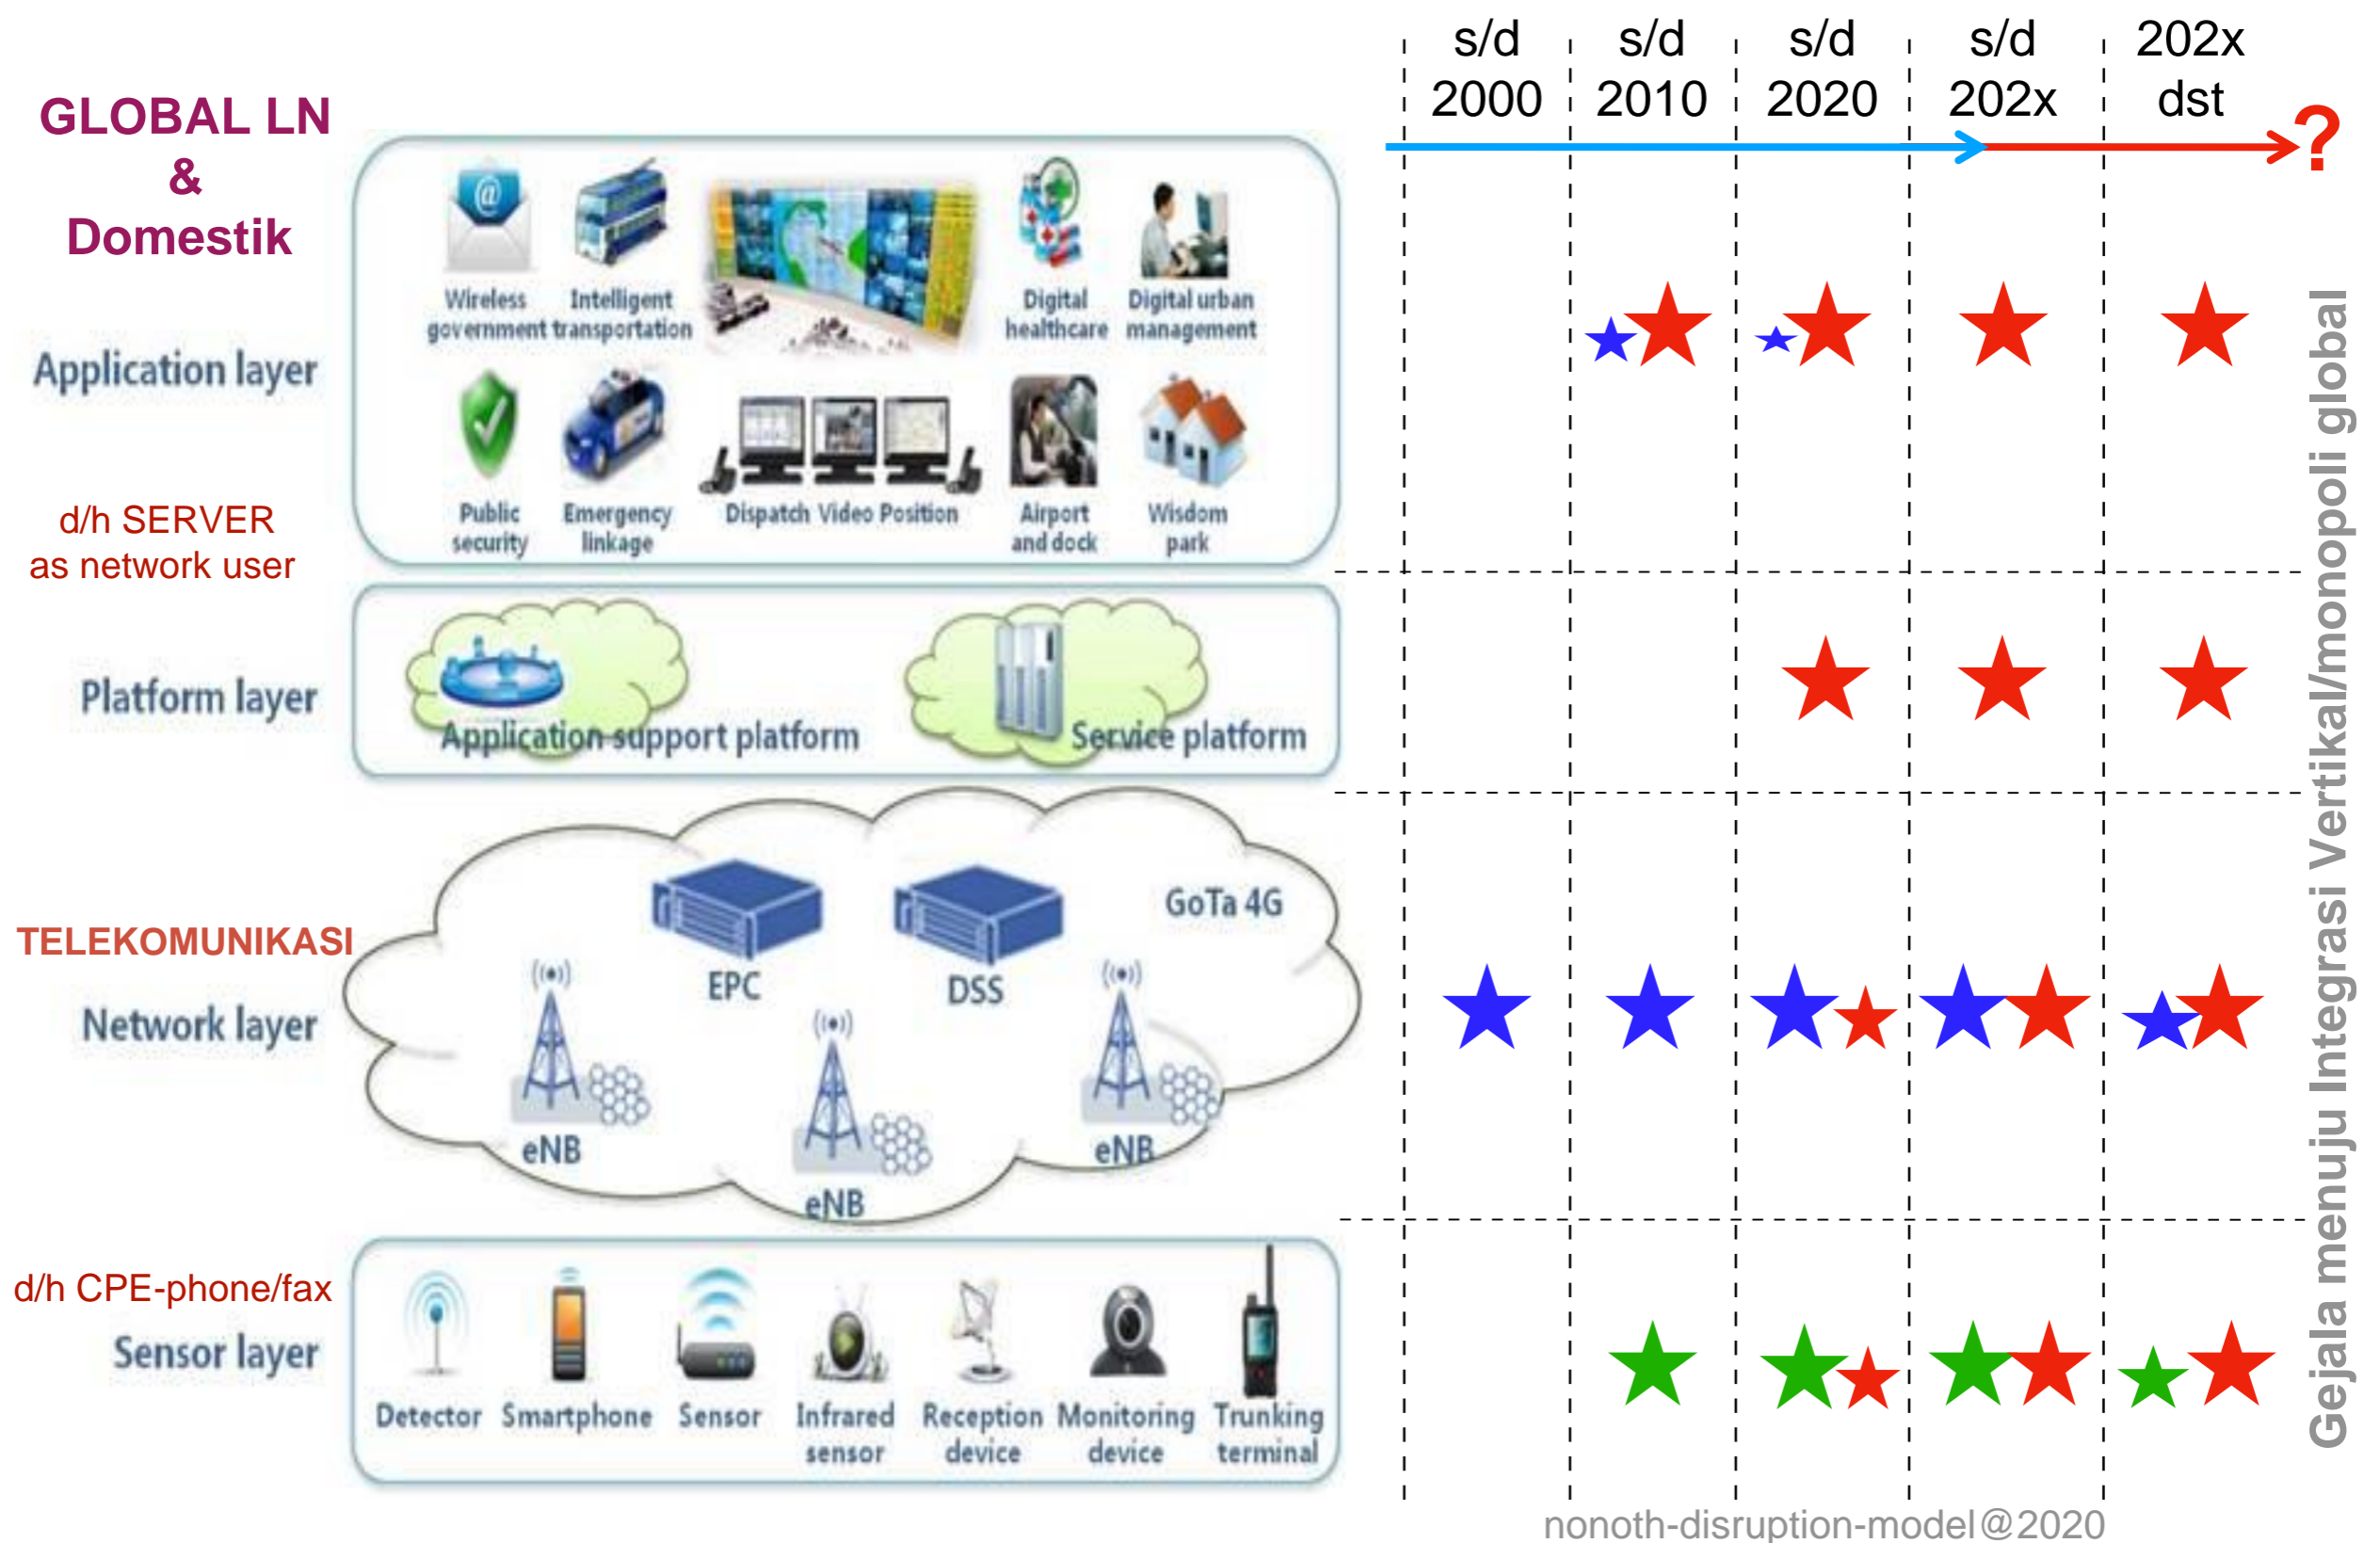 s/d s/d s/d s/d 202x
2000 2010 2020 202x dst
?
GLOBAL LN
&
Domestik
@
Wireless government
Intelligent transportation
Digital healthcare
Digital urban management
Application layer
Public security
Emergency linkage
Dispatch Video Position
Airport and dock
Wisdom park
d/h SERVER
as network user
Platform layer
Application support platform
Service platform
TELEKOMUNIKASI
Network layer
GoTa 4G
EPC
DSS
eNB
eNB
eNB
d/h CPE-phone/fax
Sensor layer
Detector
Smartphone
Sensor
Infrared
sensor
Reception
device
Monitoring
device
Trunking
terminal
Gejala menuju Integrasi Vertikal/monopoli global
nonoth-disruption-model@2020